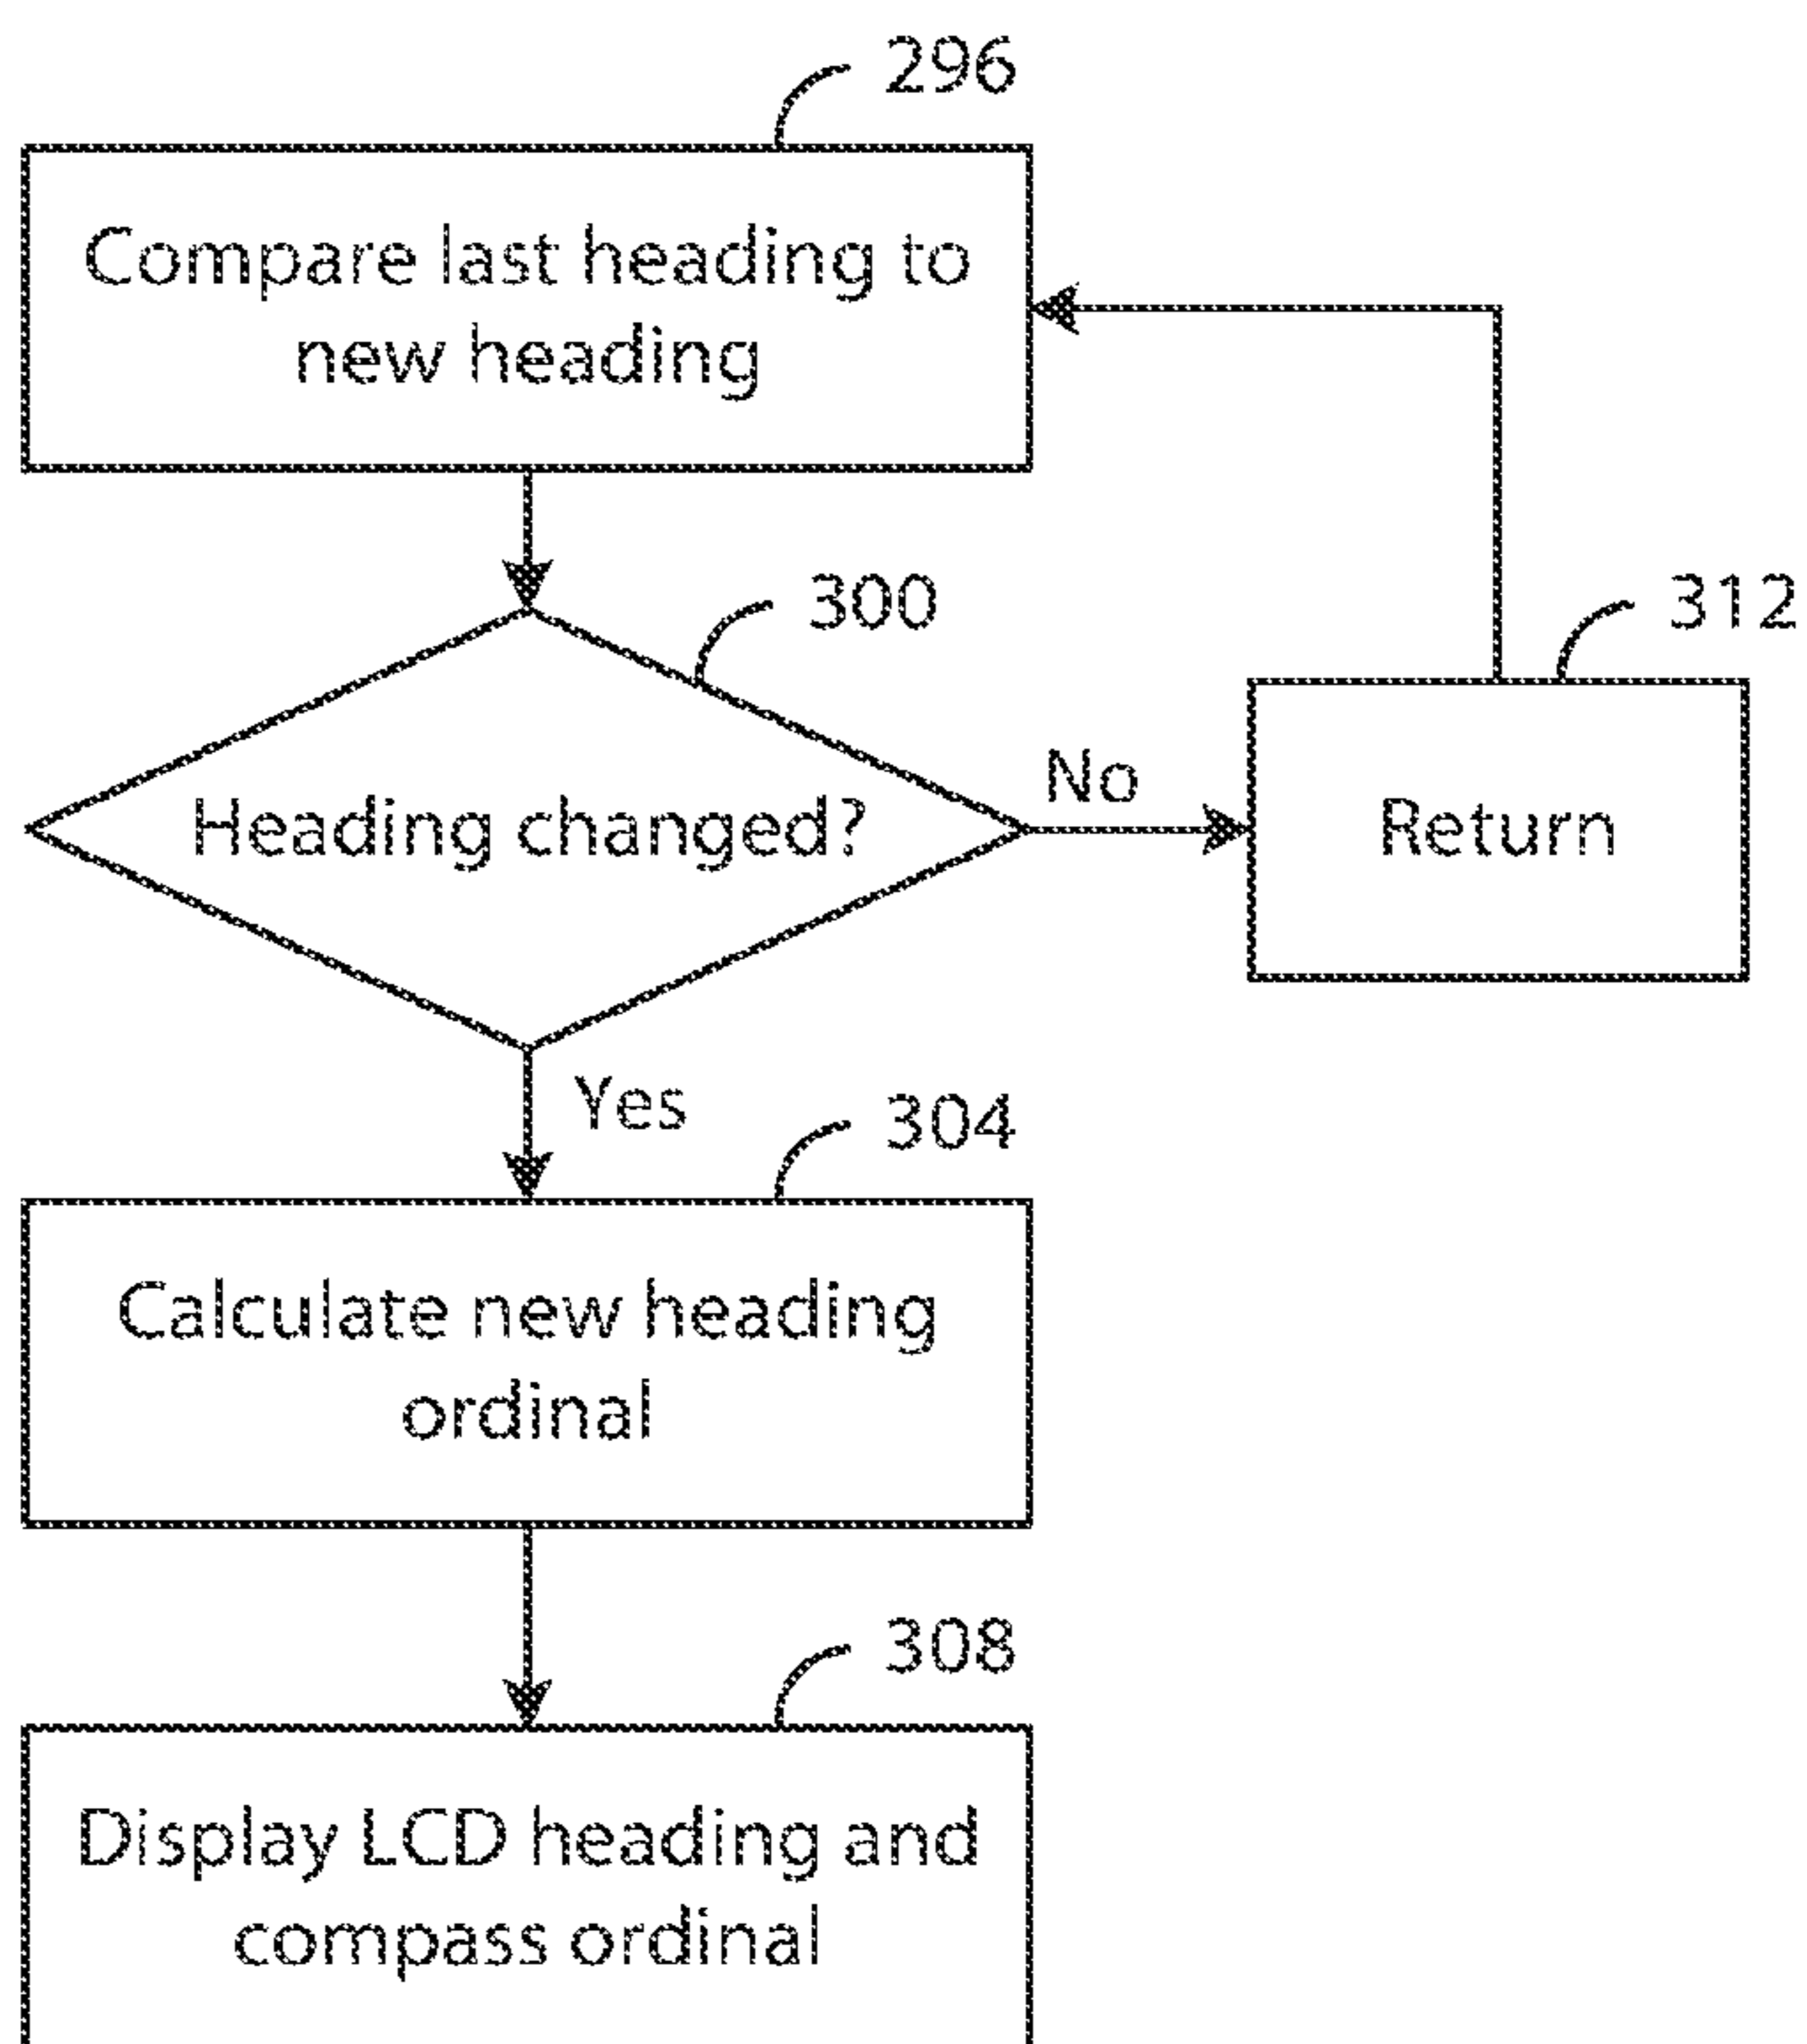 296
Compare last heading to
new heading
300
312
Heading changed?
No
Return
Yes
304
Calculate new heading
ordinal
308
Display LCD heading and
compass ordinal